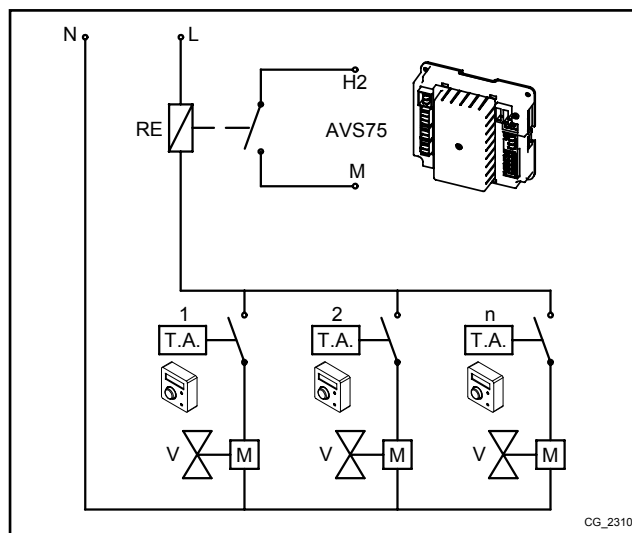 N L
H2
RE AVS75
M
1 2 n
T.A. T.A. T.A.
V M V M V M
CG_2310